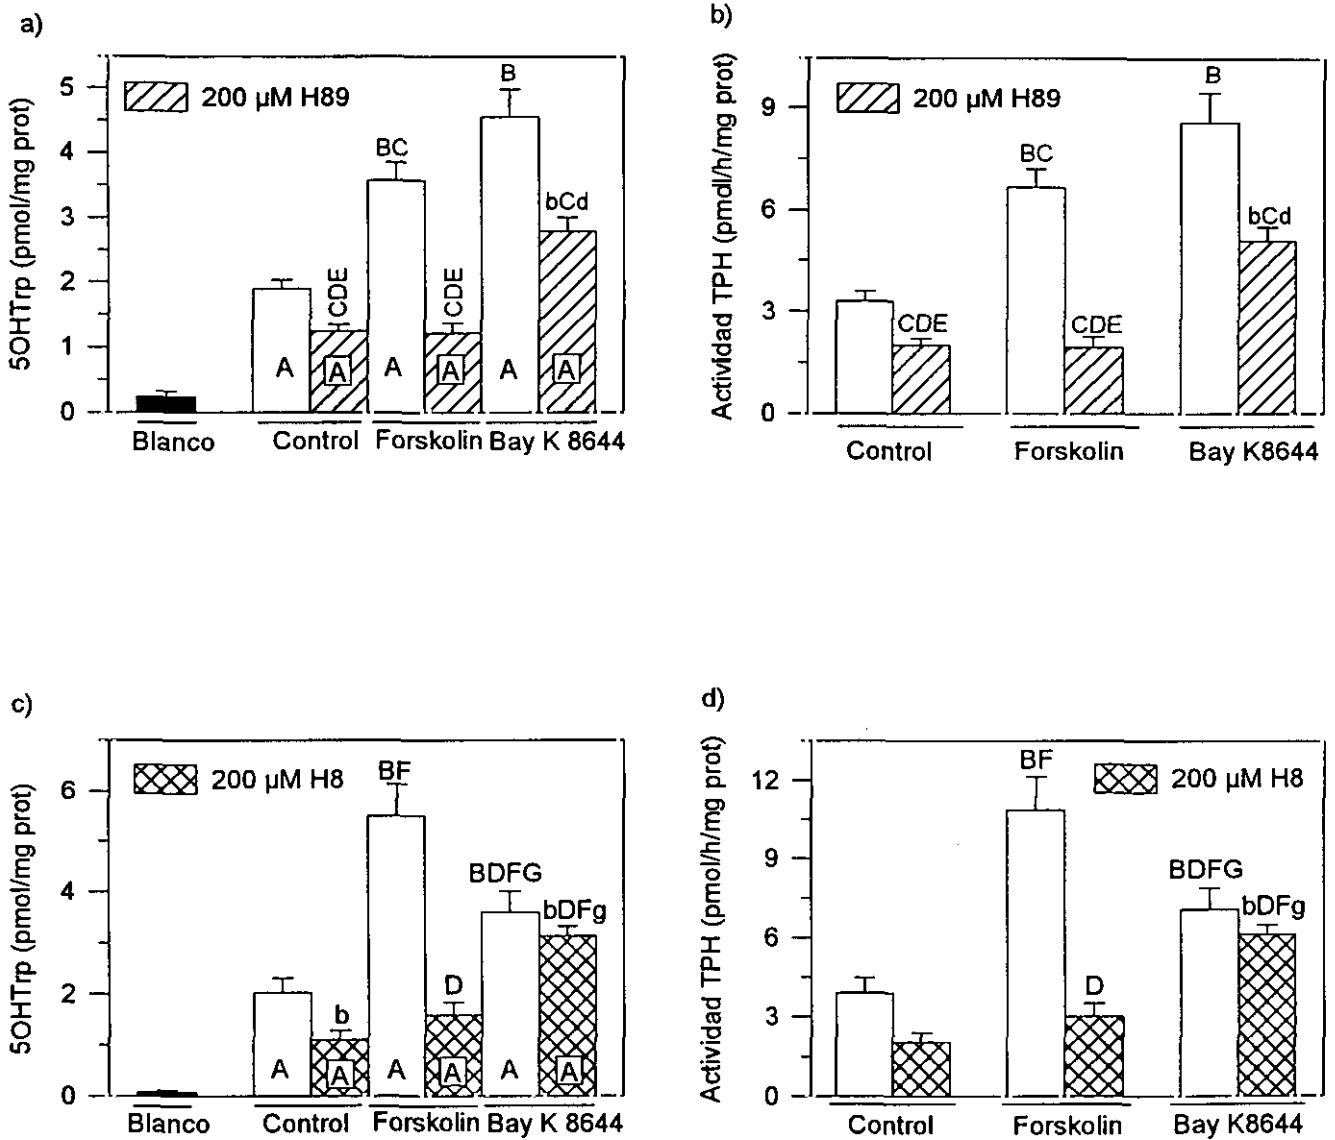 a)
5OHTrp (pmol/mg prot)
5
4
3
2
1
0
200 µM H89
B
BC
bCd
CDE
CDE
A A A A A A
Blanco Control Forskolin Bay K 8644
b)
Actividad TPH (pmol/h/mg prot)
9
6
3
0
200 µM H89
B
BC
bCd
CDE
CDE
Control Forskolin Bay K8644
c)
5OHTrp (pmol/mg prot)
6
4
2
0
200 µM H8
BF
BDFG
bDFg
D
b
A A A A A A
Blanco Control Forskolin Bay K 8644
d)
Actividad TPH (pmol/h/mg prot)
12
9
6
3
0
200 µM H8
BF
BDFG
bDFg
D
Control Forskolin Bay K8644